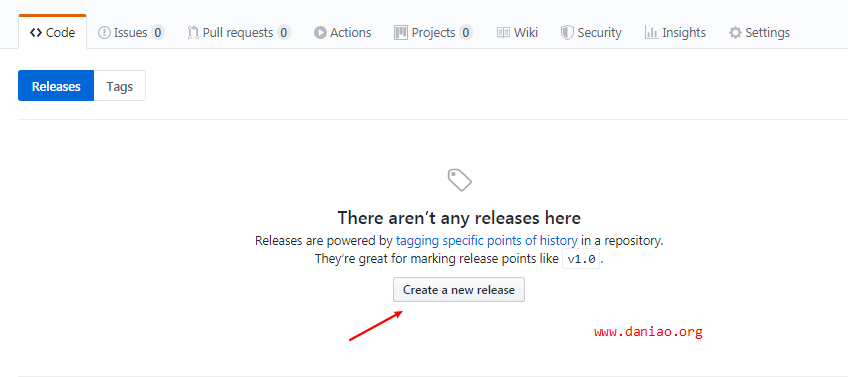 Code Issues 0 Pull requests 0 Actions Projects 0 Wiki Security Insights Settings
Releases Tags
There aren’t any releases here
Releases are powered by tagging specific points of history in a repository.
They’re great for marking release points like v1.0.
Create a new release
www.daniao.org